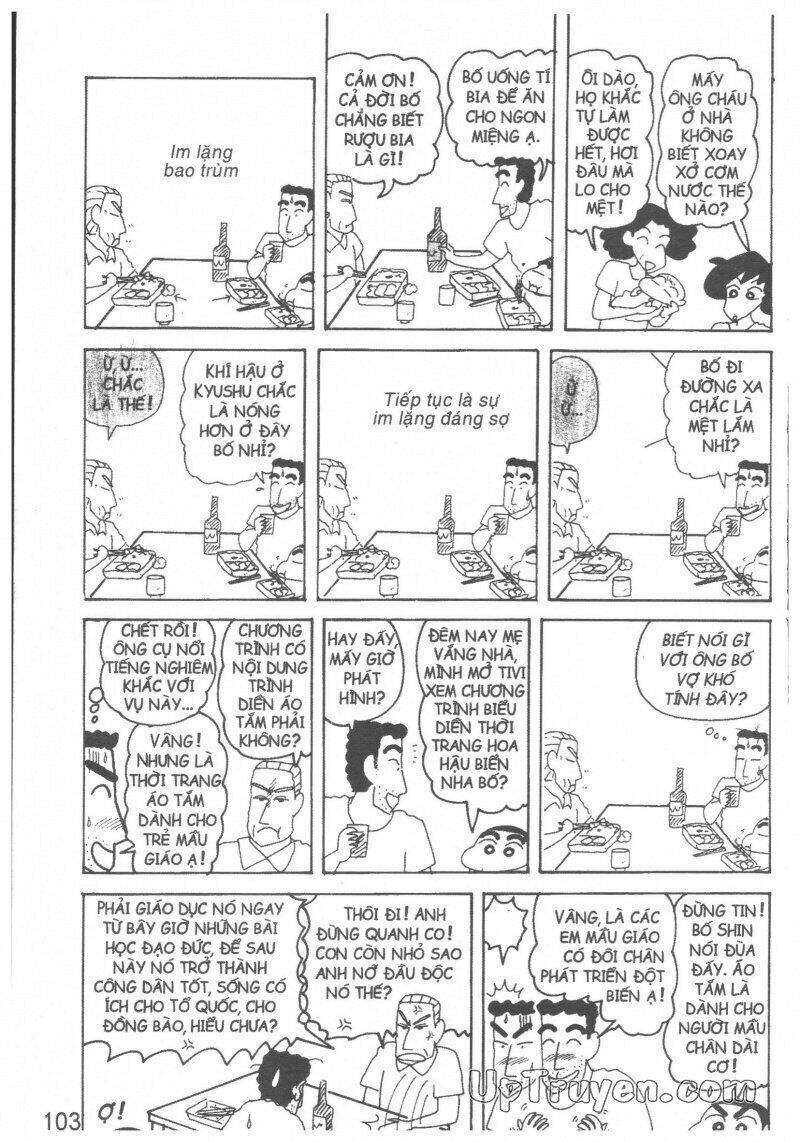 MẤY
ÔNG CHÁU
Ở NHÀ
KHÔNG
BIẾT XOAY
XỞ CƠM
NƯỚC THẾ
NÀO?
ÔI DÀO,
HỌ KHẮC
TỰ LÀM
ĐƯỢC
HẾT, HƠI
ĐÂU MÀ
LO CHO
MỆT!
BỐ UỐNG TÍ
BIA ĐỂ ĂN
CHO NGON
MIỆNG Ạ.
CẢM ƠN!
CẢ ĐỜI BỐ
CHẲNG BIẾT
RƯỢU BIA
LÀ GÌ!
Im lặng
bao trùm
BỐ ĐI
ĐƯỜNG XA
CHẮC LÀ
MỆT LẮM
NHỈ?
Ừ
Ừ...
Tiếp tục là sự
im lặng đáng sợ
KHÍ HẬU Ở
KYUSHU CHẮC
LÀ NÓNG
HƠN Ở ĐÂY
BỐ NHỈ?
Ừ, Ừ...
CHẮC
LÀ THẾ!
BIẾT NÓI GÌ
VỚI ÔNG BỐ
VỢ KHÓ
TÍNH ĐÂY?
ĐÊM NAY MẸ
VẮNG NHÀ,
MÌNH MỞ TIVI
XEM CHƯƠNG
TRÌNH BIỂU
DIỄN THỜI
TRANG HOA
HẬU BIỂN
NHA BỐ?
HAY ĐẤY,
MẤY GIỜ
PHÁT
HÌNH?
CHƯƠNG
TRÌNH CÓ
NỘI DUNG
TRÌNH
DIỄN ÁO
TẮM PHẢI
KHÔNG?
CHẾT RỒI!
ÔNG CỤ NỔI
TIẾNG NGHIÊM
KHẮC VỚI
VỤ NÀY...
VÂNG!
NHƯNG LÀ
THỜI TRANG
ÁO TẮM
DÀNH CHO
TRẺ MẪU
GIÁO Ạ!
ĐỪNG TIN!
BỐ SHIN
NÓI ĐÙA
ĐẤY. ÁO
TẮM LÀ
DÀNH CHO
NGƯỜI MẪU
CHÂN DÀI
CƠ!
VÂNG, LÀ CÁC
EM MẪU GIÁO
CÓ ĐÔI CHÂN
PHÁT TRIỂN ĐỘT
BIẾN Ạ!
THÔI ĐI! ANH
ĐỪNG QUANH CO!
CON CÒN NHỎ SAO
ANH NỠ ĐẦU ĐỘC
NÓ THẾ?
PHẢI GIÁO DỤC NÓ NGAY
TỪ BÂY GIỜ NHỮNG BÀI
HỌC ĐẠO ĐỨC, ĐỂ SAU
NÀY NÓ TRỞ THÀNH
CÔNG DÂN TỐT, SỐNG CÓ
ÍCH CHO TỔ QUỐC, CHO
ĐỒNG BÀO, HIỂU CHƯA?
Ợ!
UpTruyen.com
103